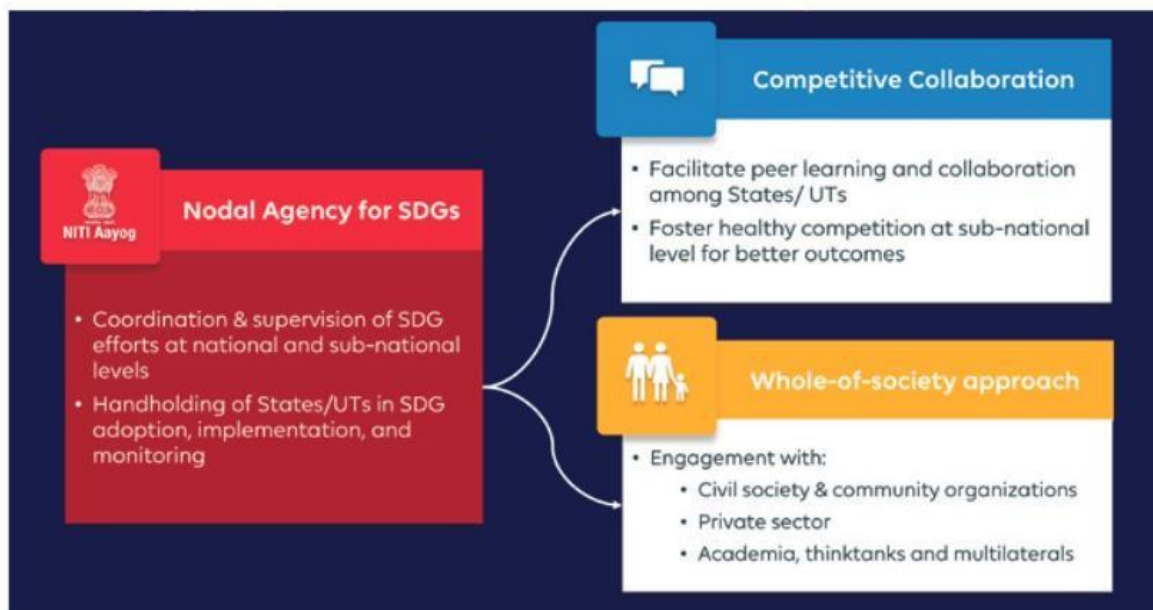 NITI Aayog
Nodal Agency for SDGs
• Coordination & supervision of SDG
efforts at national and sub-national
levels
• Handholding of States/UTs in SDG
adoption, implementation, and
monitoring
Competitive Collaboration
• Facilitate peer learning and collaboration
among States/ UTs
• Foster healthy competition at sub-national
level for better outcomes
Whole-of-society approach
• Engagement with:
• Civil society & community organizations
• Private sector
• Academia, thinktanks and multilaterals